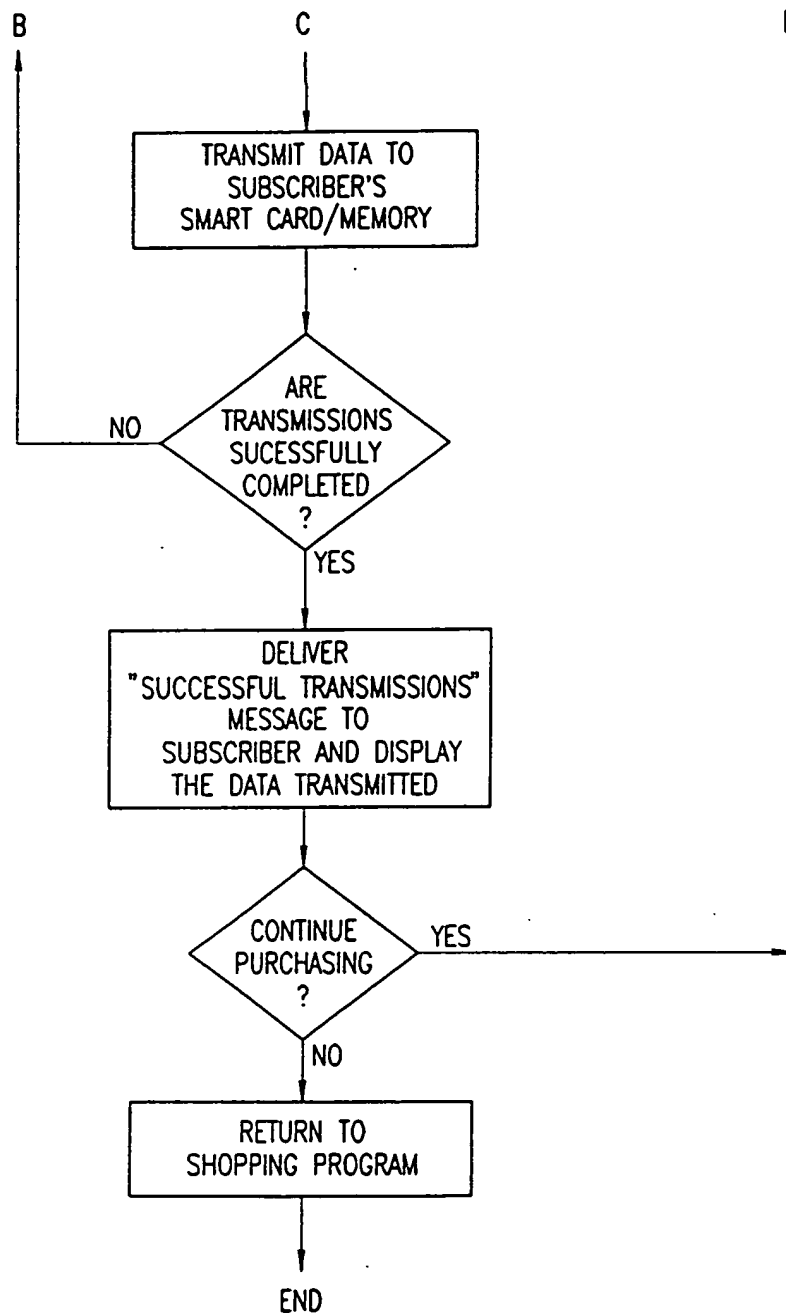 B
C
TRANSMIT DATA TO
SUBSCRIBER'S
SMART CARD/MEMORY
ARE
TRANSMISSIONS
SUCESSFULLY
COMPLETED
?
NO
YES
DELIVER
"SUCCESSFUL TRANSMISSIONS"
MESSAGE TO
SUBSCRIBER AND DISPLAY
THE DATA TRANSMITTED
CONTINUE
PURCHASING
?
YES
NO
RETURN TO
SHOPPING PROGRAM
END